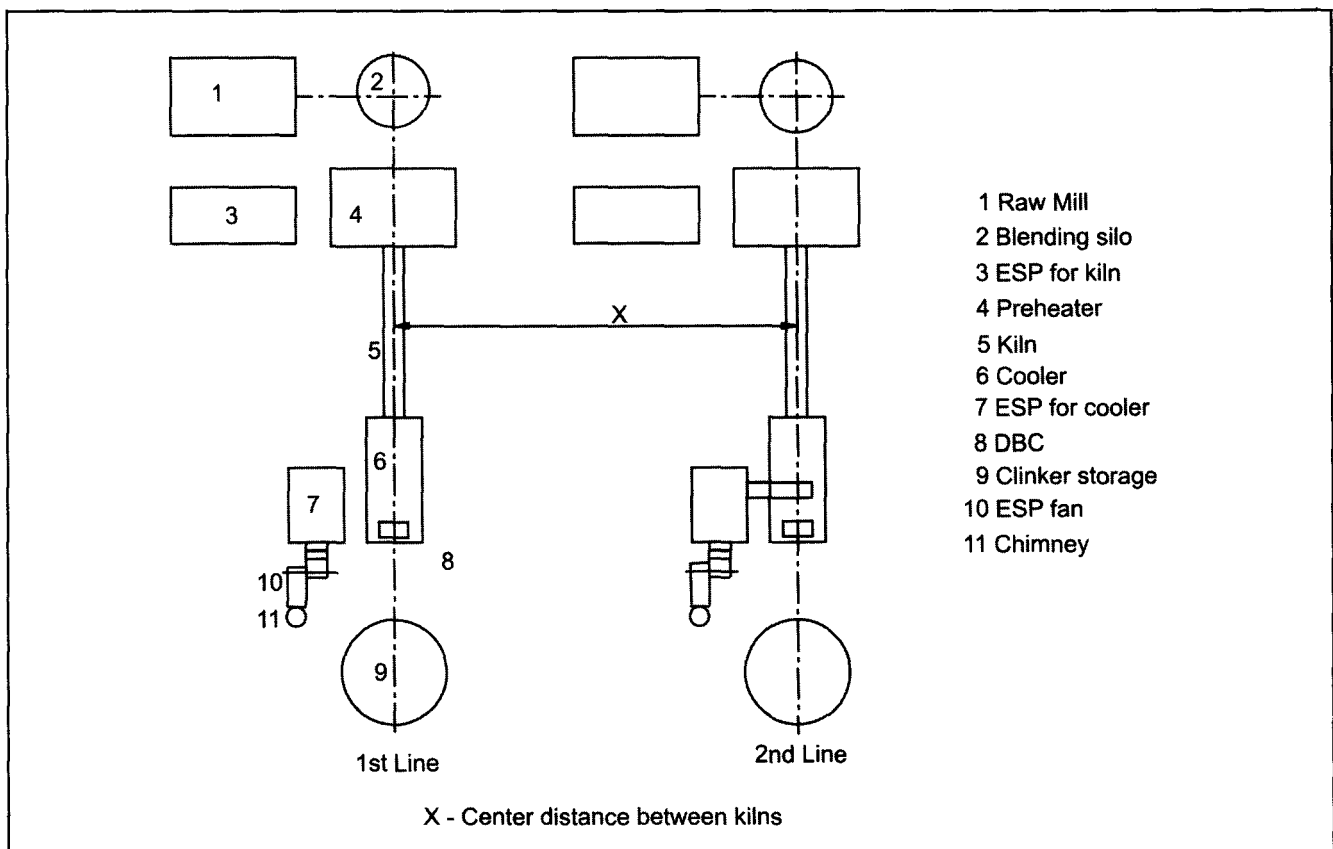 1
2
3
4
X
5
6
7
8
10
11
9
1st Line
2nd Line
X - Center distance between kilns
1 Raw Mill
2 Blending silo
3 ESP for kiln
4 Preheater
5 Kiln
6 Cooler
7 ESP for cooler
8 DBC
9 Clinker storage
10 ESP fan
11 Chimney